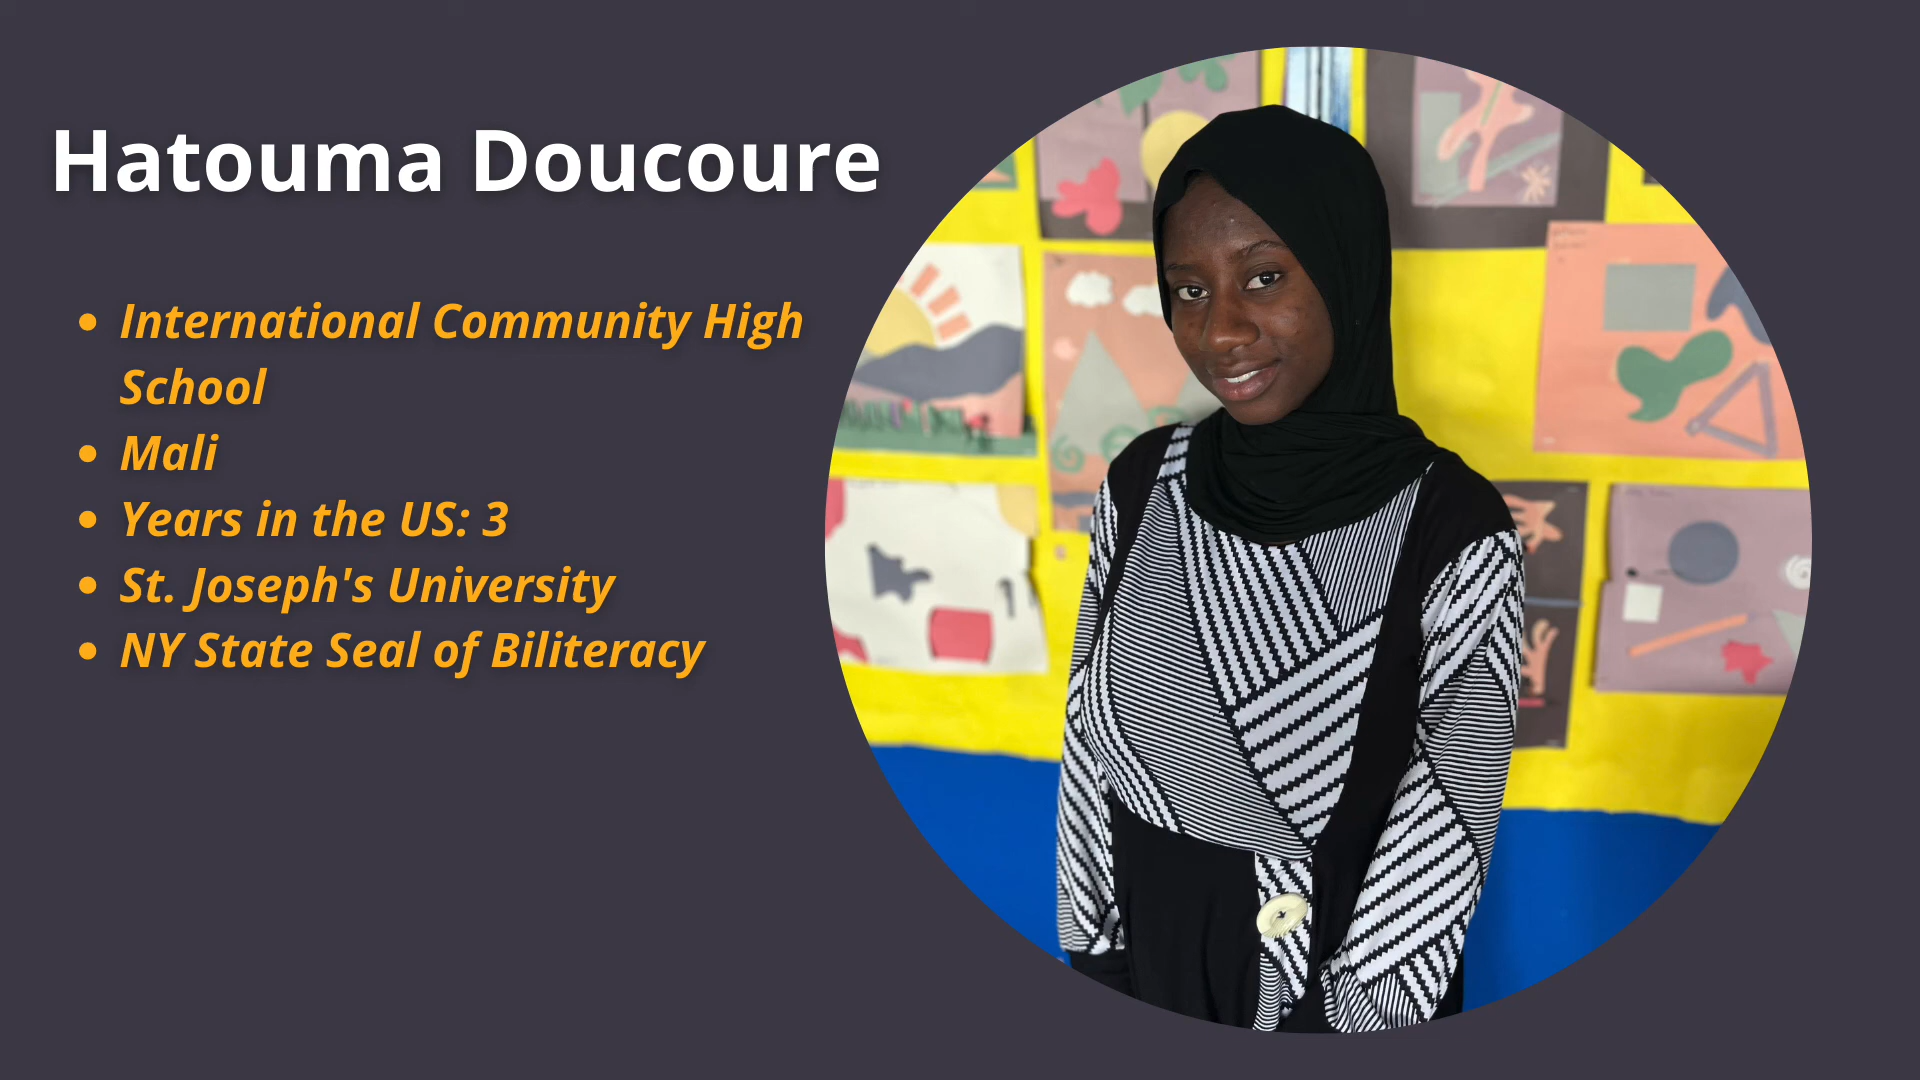 Hatouma Doucoure
International Community High
School
Mali
Years in the US: 3
St. Joseph's University
NY State Seal of Biliteracy